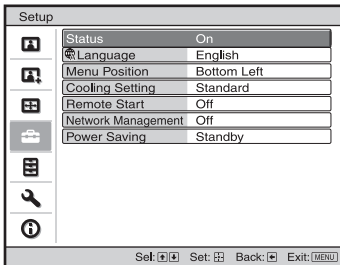 Setup
Status On
Language English
Menu Position Bottom Left
Cooling Setting Standard
Remote Start Off
Network Management Off
Power Saving Standby
Sel: Set: Back: Exit: MENU